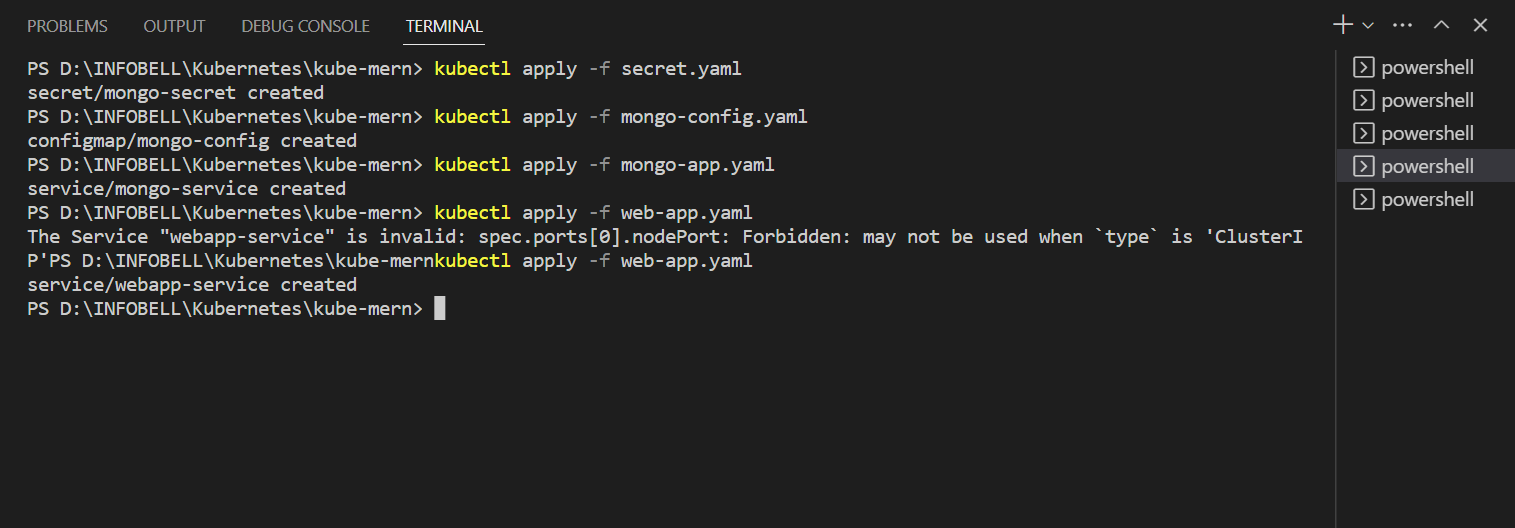 PROBLEMS OUTPUT DEBUG CONSOLE TERMINAL
PS D:\INFOBELL\Kubernetes\kube-mern> kubectl apply -f secret.yaml
secret/mongo-secret created
PS D:\INFOBELL\Kubernetes\kube-mern> kubectl apply -f mongo-config.yaml
configmap/mongo-config created
PS D:\INFOBELL\Kubernetes\kube-mern> kubectl apply -f mongo-app.yaml
service/mongo-service created
PS D:\INFOBELL\Kubernetes\kube-mern> kubectl apply -f web-app.yaml
The Service "webapp-service" is invalid: spec.ports[0].nodePort: Forbidden: may not be used when `type` is 'ClusterI
P'PS D:\INFOBELL\Kubernetes\kube-mernkubectl apply -f web-app.yaml
service/webapp-service created
PS D:\INFOBELL\Kubernetes\kube-mern>
powershell
powershell
powershell
powershell
powershell